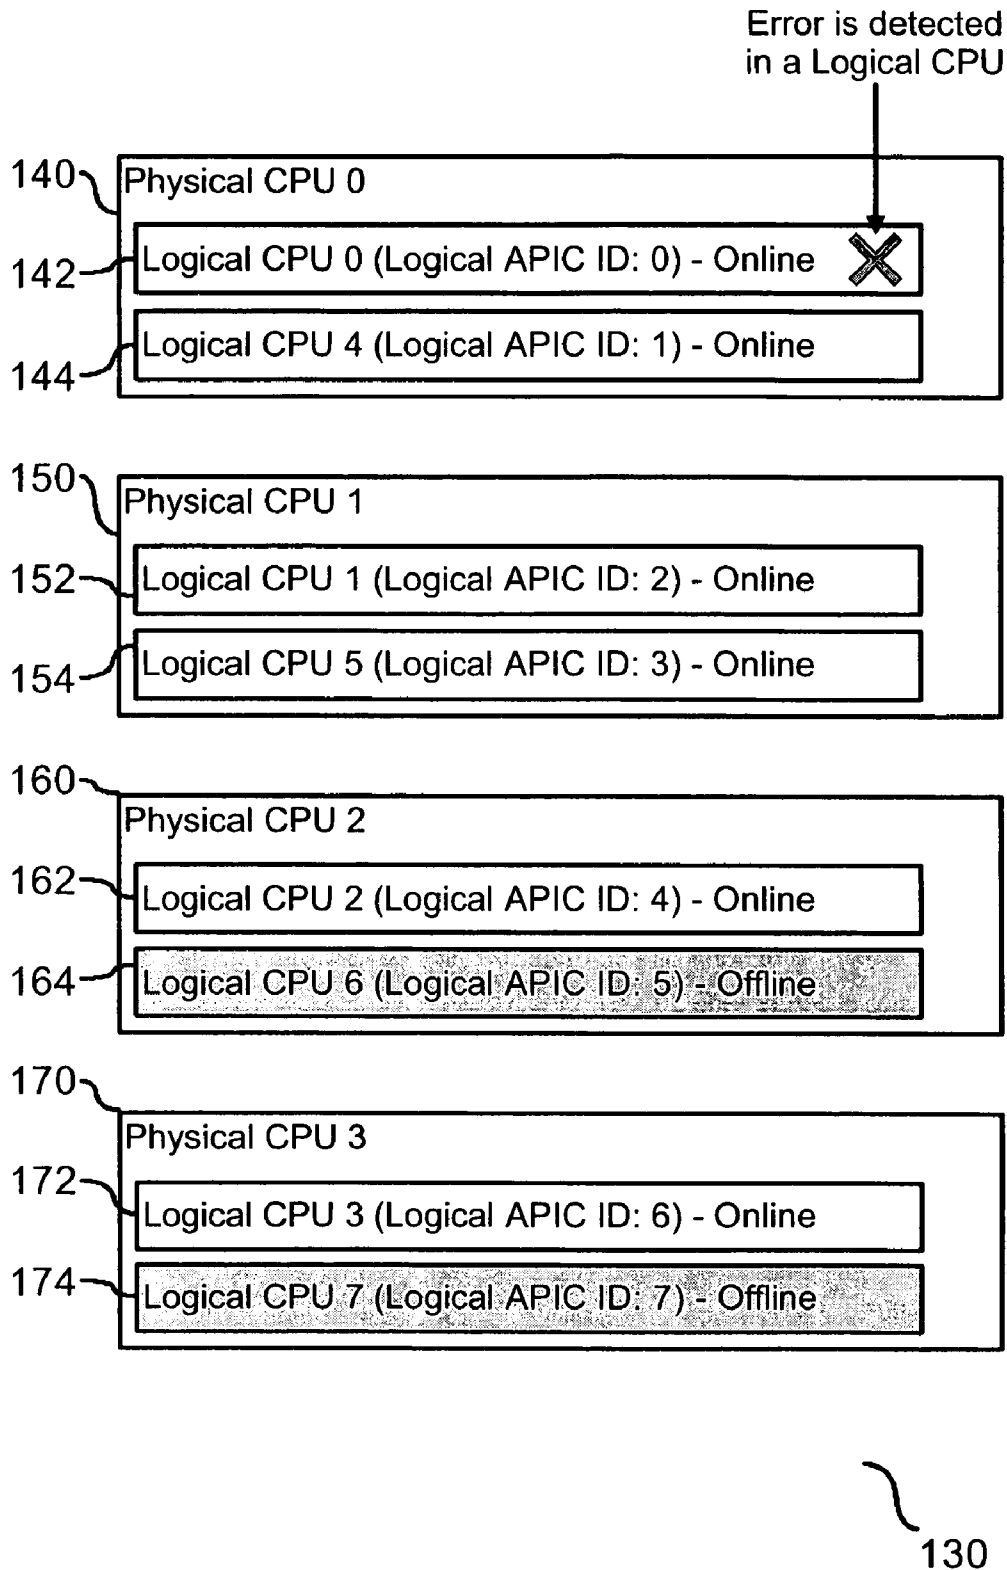 Error is detected
in a Logical CPU
140
Physical CPU 0
142
Logical CPU 0 (Logical APIC ID: 0) - Online
144
Logical CPU 4 (Logical APIC ID: 1) - Online
150
Physical CPU 1
152
Logical CPU 1 (Logical APIC ID: 2) - Online
154
Logical CPU 5 (Logical APIC ID: 3) - Online
160
Physical CPU 2
162
Logical CPU 2 (Logical APIC ID: 4) - Online
164
Logical CPU 6 (Logical APIC ID: 5) - Offline
170
Physical CPU 3
172
Logical CPU 3 (Logical APIC ID: 6) - Online
174
Logical CPU 7 (Logical APIC ID: 7) - Offline
130